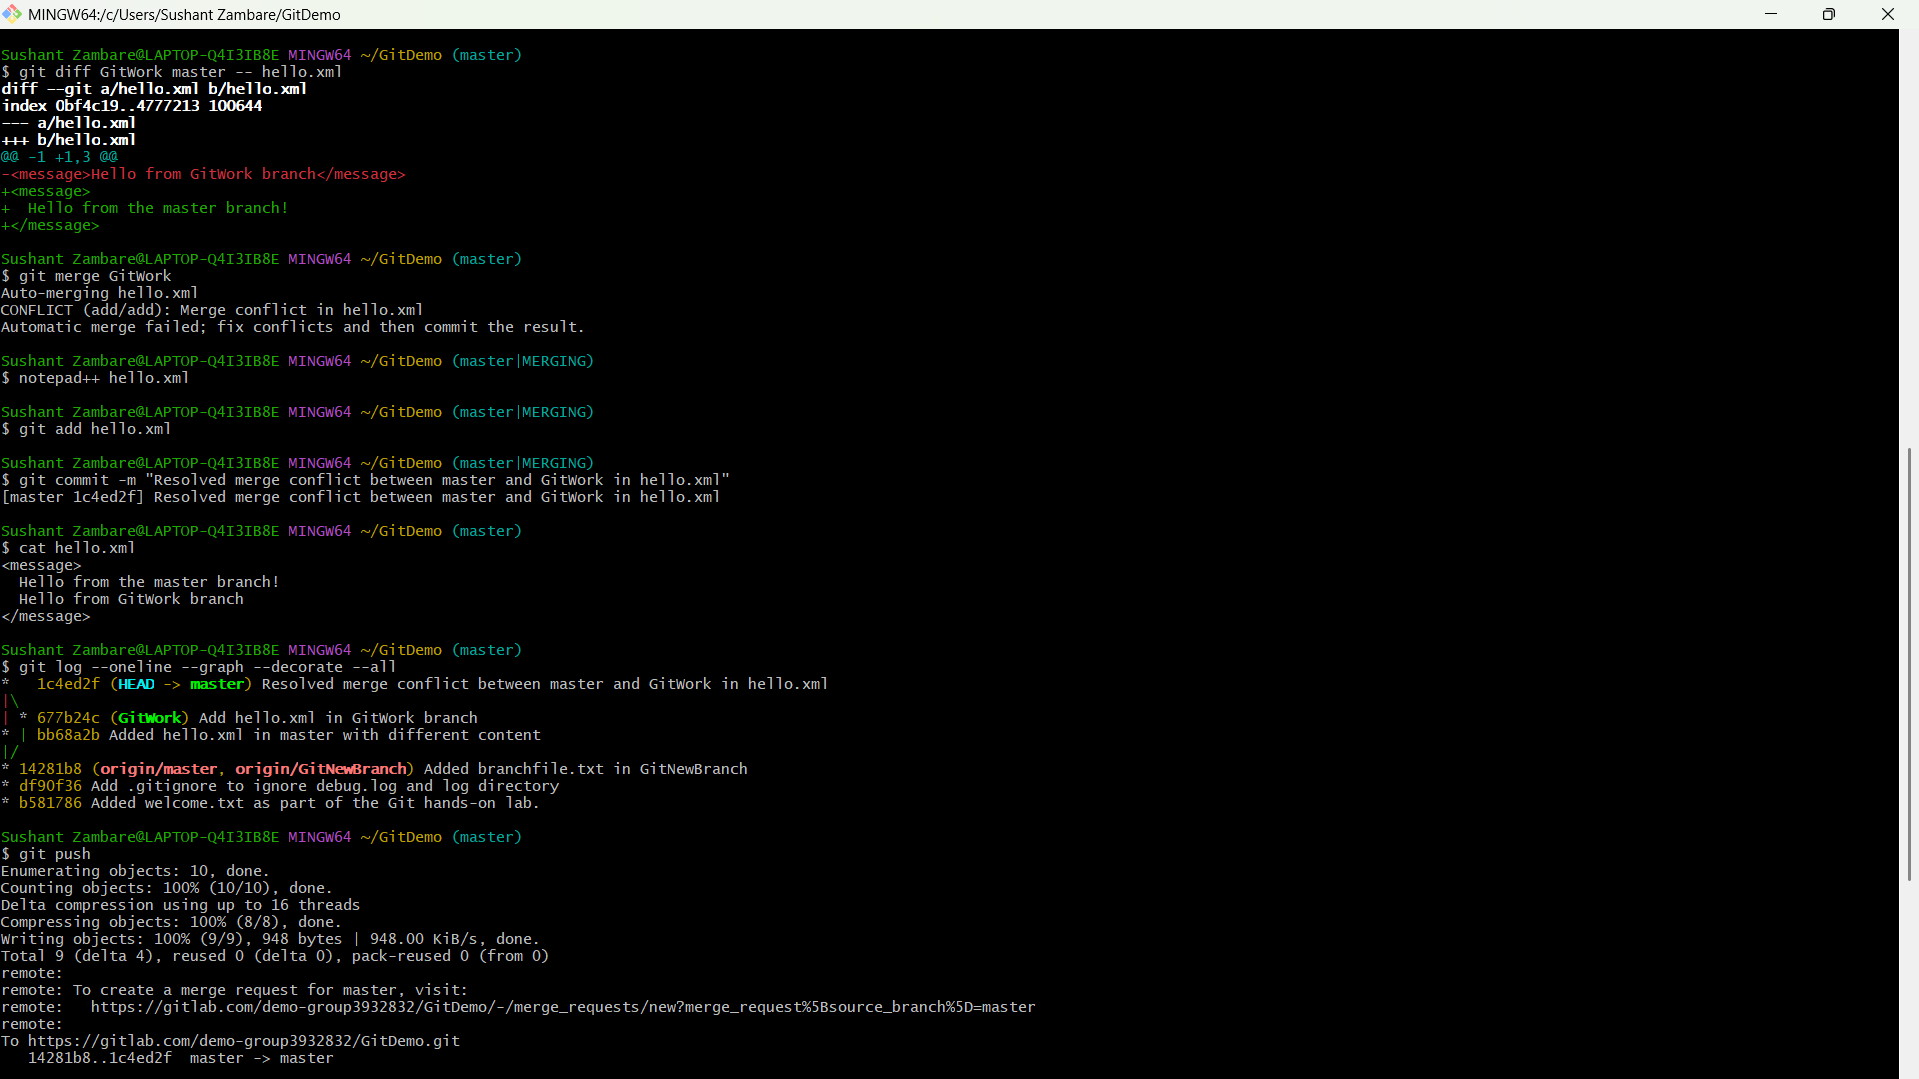 MINGW64:/c/Users/Sushant Zambare/GitDemo
Sushant Zambare@LAPTOP-Q4I3IB8E MINGW64 ~/GitDemo (master)
$ git diff GitWork master -- hello.xml
diff --git a/hello.xml b/hello.xml
index 0bf4c19..4777213 100644
--- a/hello.xml
+++ b/hello.xml
@@ -1 +1,3 @@
-<message>Hello from GitWork branch</message>
+<message>
+  Hello from the master branch!
+</message>
Sushant Zambare@LAPTOP-Q4I3IB8E MINGW64 ~/GitDemo (master)
$ git merge GitWork
Auto-merging hello.xml
CONFLICT (add/add): Merge conflict in hello.xml
Automatic merge failed; fix conflicts and then commit the result.
Sushant Zambare@LAPTOP-Q4I3IB8E MINGW64 ~/GitDemo (master|MERGING)
$ notepad++ hello.xml
Sushant Zambare@LAPTOP-Q4I3IB8E MINGW64 ~/GitDemo (master|MERGING)
$ git add hello.xml
Sushant Zambare@LAPTOP-Q4I3IB8E MINGW64 ~/GitDemo (master|MERGING)
$ git commit -m "Resolved merge conflict between master and GitWork in hello.xml"
[master 1c4ed2f] Resolved merge conflict between master and GitWork in hello.xml
Sushant Zambare@LAPTOP-Q4I3IB8E MINGW64 ~/GitDemo (master)
$ cat hello.xml
<message>
  Hello from the master branch!
  Hello from GitWork branch
</message>
Sushant Zambare@LAPTOP-Q4I3IB8E MINGW64 ~/GitDemo (master)
$ git log --oneline --graph --decorate --all
*   1c4ed2f (HEAD -> master) Resolved merge conflict between master and GitWork in hello.xml
|\
| * 677b24c (GitWork) Add hello.xml in GitWork branch
* | bb68a2b Added hello.xml in master with different content
|/
* 14281b8 (origin/master, origin/GitNewBranch) Added branchfile.txt in GitNewBranch
* df90f36 Add .gitignore to ignore debug.log and log directory
* b581786 Added welcome.txt as part of the Git hands-on lab.
Sushant Zambare@LAPTOP-Q4I3IB8E MINGW64 ~/GitDemo (master)
$ git push
Enumerating objects: 10, done.
Counting objects: 100% (10/10), done.
Delta compression using up to 16 threads
Compressing objects: 100% (8/8), done.
Writing objects: 100% (9/9), 948 bytes | 948.00 KiB/s, done.
Total 9 (delta 4), reused 0 (delta 0), pack-reused 0 (from 0)
remote:
remote: To create a merge request for master, visit:
remote:   https://gitlab.com/demo-group3932832/GitDemo/-/merge_requests/new?merge_request%5Bsource_branch%5D=master
remote:
To https://gitlab.com/demo-group3932832/GitDemo.git
   14281b8..1c4ed2f  master -> master